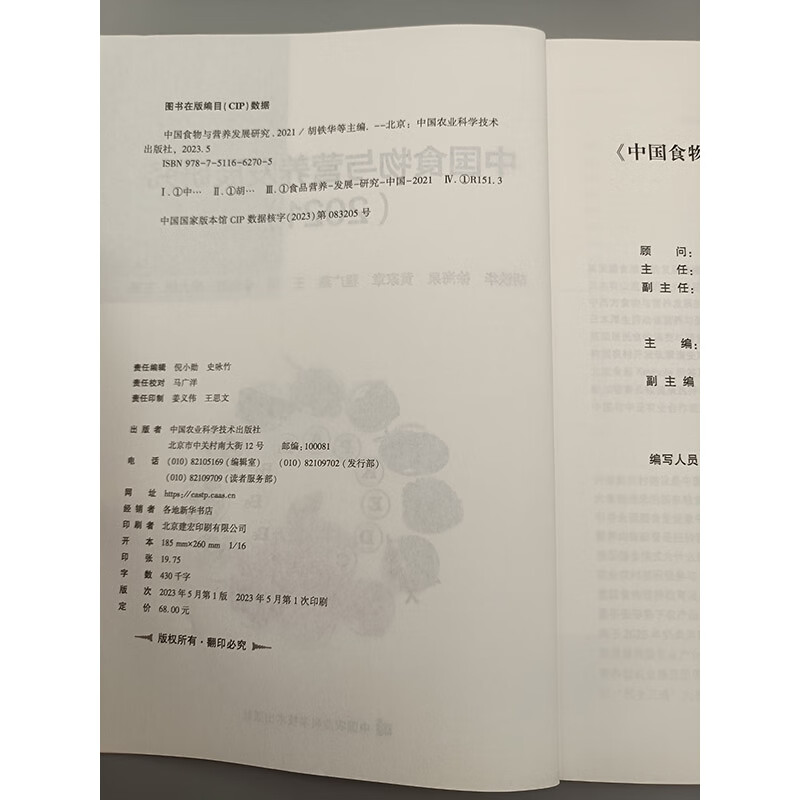 图书在版编目(CIP)数据
中国食物与营养发展研究. 2021 / 胡铁华等主编. --北京: 中国农业科学技术
出版社, 2023.5
ISBN 978-7-5116-6270-5
Ⅰ.①中… Ⅱ.①胡… Ⅲ.①食品营养-发展-研究-中国-2021 Ⅳ.①R151.3
中国国家版本馆 CIP 数据核字(2023)第 083205 号
责任编辑 倪小勋 史咏竹
责任校对 马广洋
责任印制 姜义伟 王思文
出版者 中国农业科学技术出版社
北京市中关村南大街 12 号 邮编:100081
电话 (010) 82105169 (编辑室) (010) 82109702 (发行部)
(010) 82109709 (读者服务部)
网址 https://castp.caas.cn
经销者 各地新华书店
印刷者 北京建宏印刷有限公司
开本 185 mm×260 mm 1/16
印张 19.75
字数 430千字
版次 2023年5月第1版 2023年5月第1次印刷
定价 68.00元
版权所有·翻印必究
《中国食物
顾问:
主任:
副主任:
主编:
副主编
编写人员